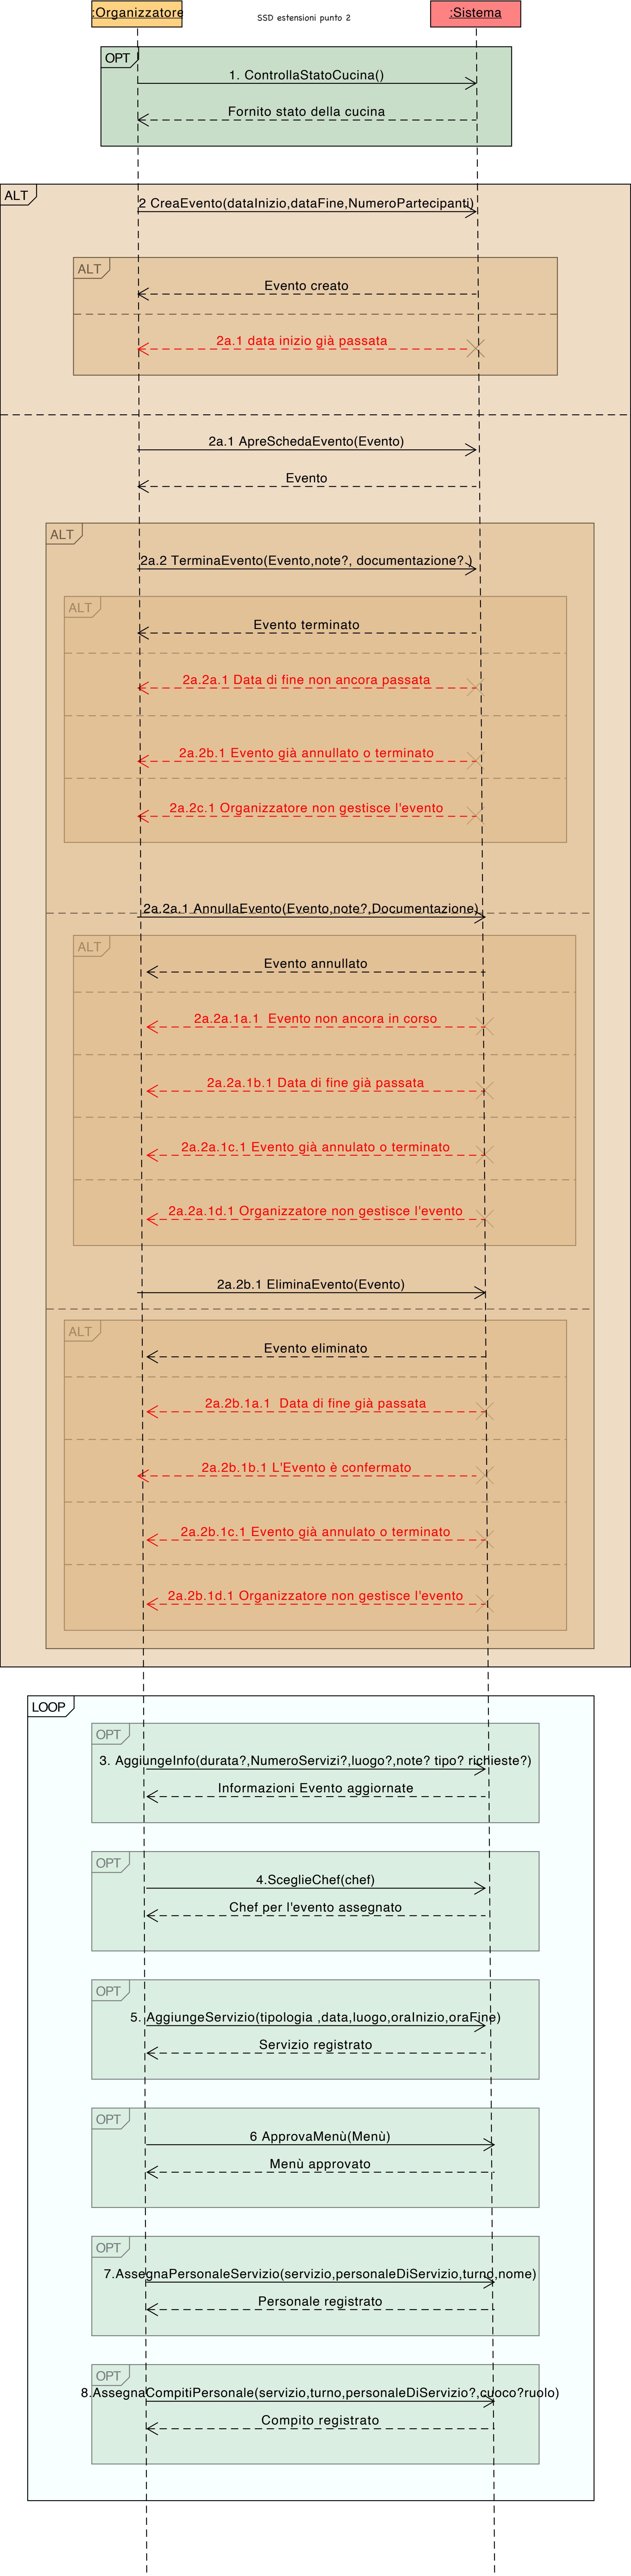 :Organizzatore
SSD estensioni punto 2
:Sistema
OPT
1. ControllaStatoCucina()
Fornito stato della cucina
ALT
2 CreaEvento(dataInizio,dataFine,NumeroPartecipanti)
ALT
Evento creato
2a.1 data inizio già passata
2a.1 ApreSchedaEvento(Evento)
Evento
ALT
2a.2 TerminaEvento(Evento,note?, documentazione? )
ALT
Evento terminato
2a.2a.1 Data di fine non ancora passata
2a.2b.1 Evento già annullato o terminato
2a.2c.1 Organizzatore non gestisce l'evento
2a.2a.1 AnnullaEvento(Evento,note?,Documentazione)
ALT
Evento annullato
2a.2a.1a.1  Evento non ancora in corso
2a.2a.1b.1 Data di fine già passata
2a.2a.1c.1 Evento già annulato o terminato
2a.2a.1d.1 Organizzatore non gestisce l'evento
2a.2b.1 EliminaEvento(Evento)
ALT
Evento eliminato
2a.2b.1a.1  Data di fine già passata
2a.2b.1b.1 L'Evento è confermato
2a.2b.1c.1 Evento già annulato o terminato
2a.2b.1d.1 Organizzatore non gestisce l'evento
LOOP
OPT
3. AggiungeInfo(durata?,NumeroServizi?,luogo?,note? tipo? richieste?)
Informazioni Evento aggiornate
OPT
4.SceglieChef(chef)
Chef per l'evento assegnato
OPT
5. AggiungeServizio(tipologia ,data,luogo,oraInizio,oraFine)
Servizio registrato
OPT
6 ApprovaMenù(Menù)
Menù approvato
OPT
7.AssegnaPersonaleServizio(servizio,personaleDiServizio,turno,nome)
Personale registrato
OPT
8.AssegnaCompitiPersonale(servizio,turno,personaleDiServizio?,cuoco?ruolo)
Compito registrato